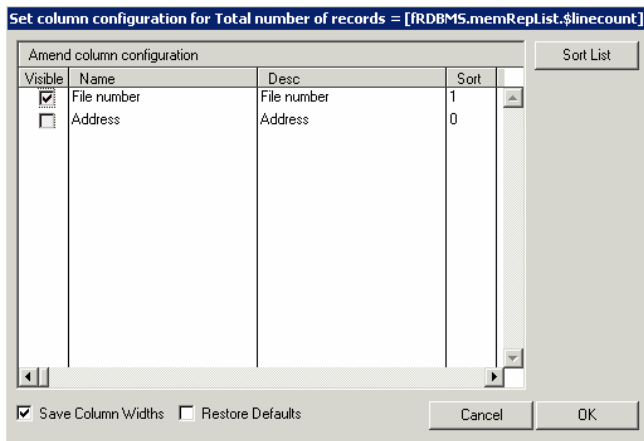 Set column configuration for Total number of records = [fRDBMS.memRepList.$linecount]
Amend column configuration
Sort List
Visible Name Desc Sort
File number File number 1
Address Address 0
Save Column Widths Restore Defaults Cancel OK